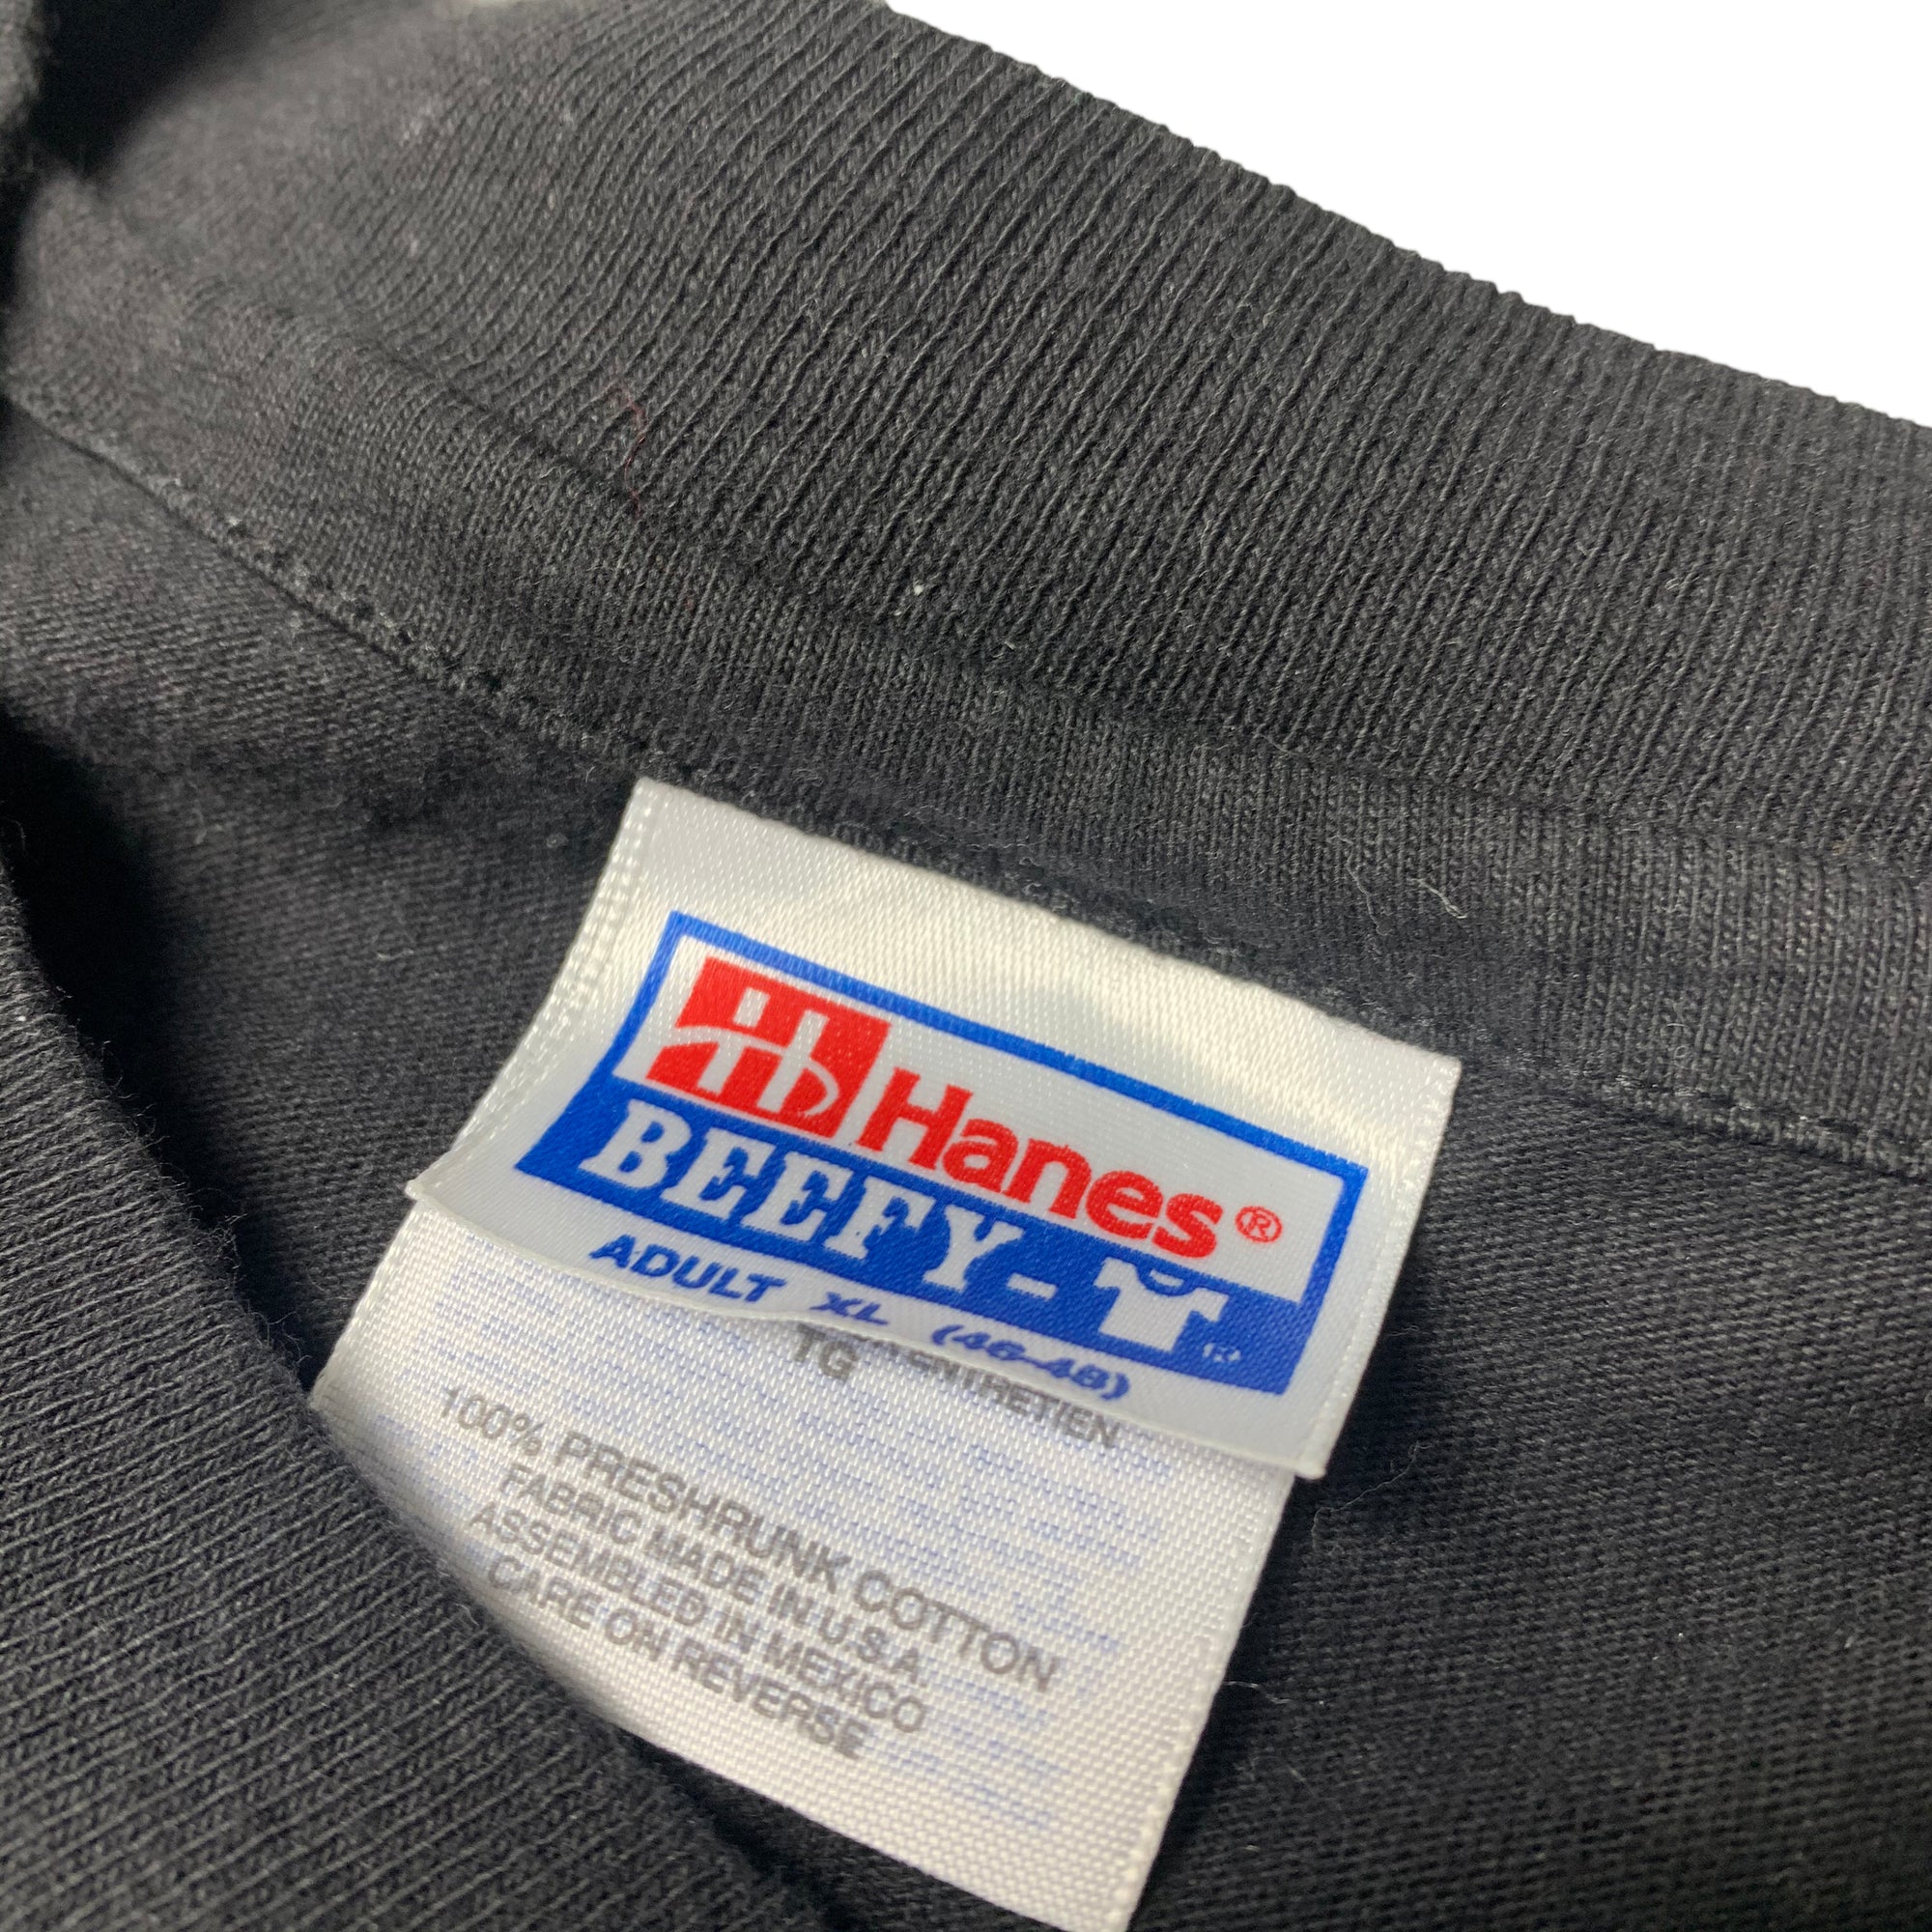 Hb Hanes®
BEEFY-T®
ADULT XL (46-48)
TG
100% PRESHRUNK COTTON
FABRIC MADE IN U.S.A
ASSEMBLED IN MEXICO
CARE ON REVERSE